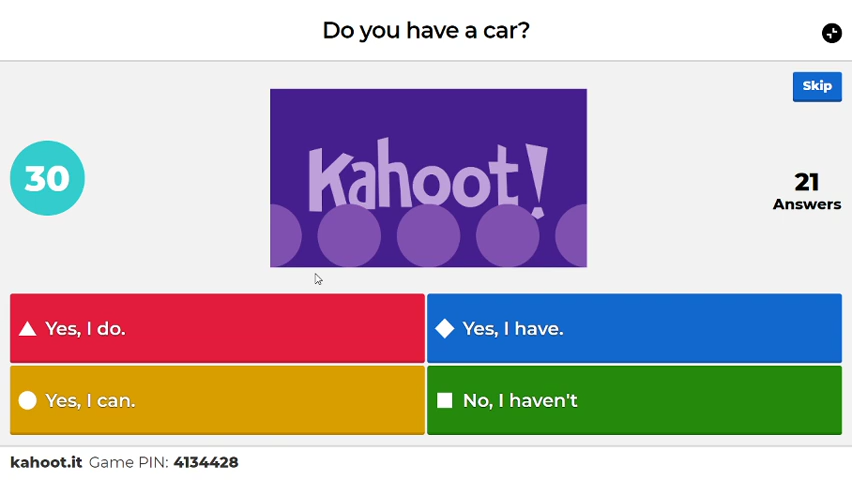 Do you have a car?
Skip
30
Kahoot!
21
Answers
Yes, I do.
Yes, I have.
Yes, I can.
No, I haven't
kahoot.it Game PIN: 4134428